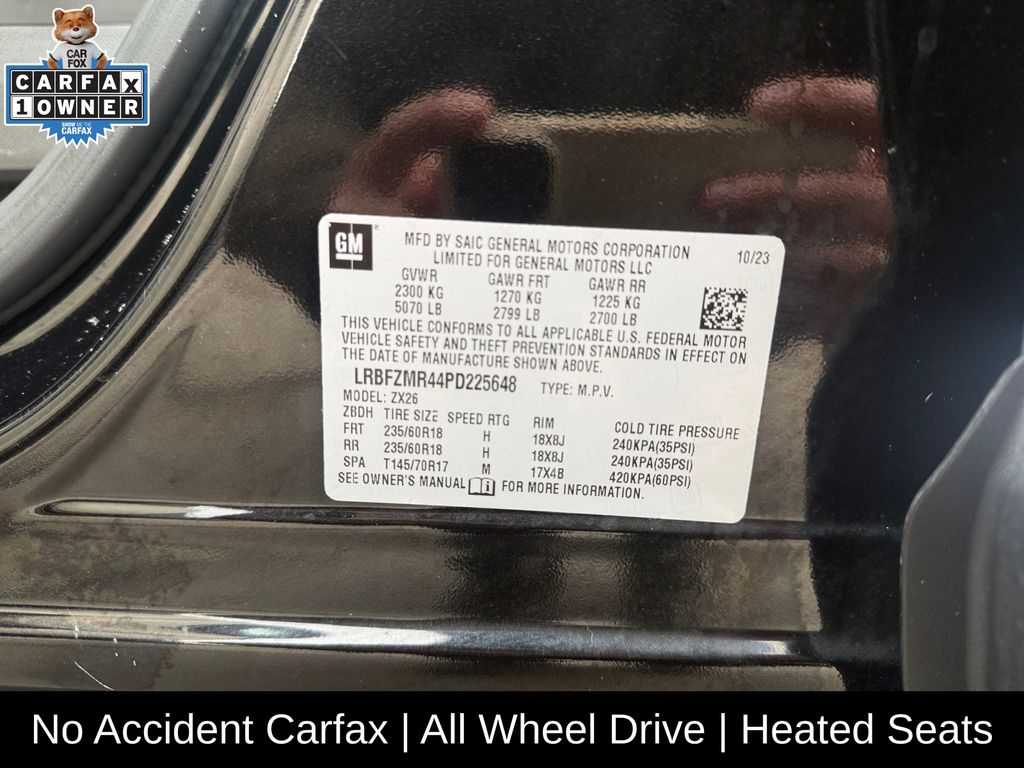 CAR
FOX
CARFAX
1 OWNER
SHOW ME THE
CARFAX
GM
MFD BY SAIC GENERAL MOTORS CORPORATION
LIMITED FOR GENERAL MOTORS LLC
10/23
GVWR GAWR FRT GAWR RR
2300 KG 1270 KG 1225 KG
5070 LB 2799 LB 2700 LB
THIS VEHICLE CONFORMS TO ALL APPLICABLE U.S. FEDERAL MOTOR
VEHICLE SAFETY AND THEFT PREVENTION STANDARDS IN EFFECT ON
THE DATE OF MANUFACTURE SHOWN ABOVE.
LRBFZMR44PD225648 TYPE: M.P.V.
MODEL: ZX26
ZBDH TIRE SIZE SPEED RTG RIM COLD TIRE PRESSURE
FRT 235/60R18 H 18X8J 240KPA(35PSI)
RR 235/60R18 H 18X8J 240KPA(35PSI)
SPA T145/70R17 M 17X4B 420KPA(60PSI)
SEE OWNER'S MANUAL FOR MORE INFORMATION.
No Accident Carfax | All Wheel Drive | Heated Seats